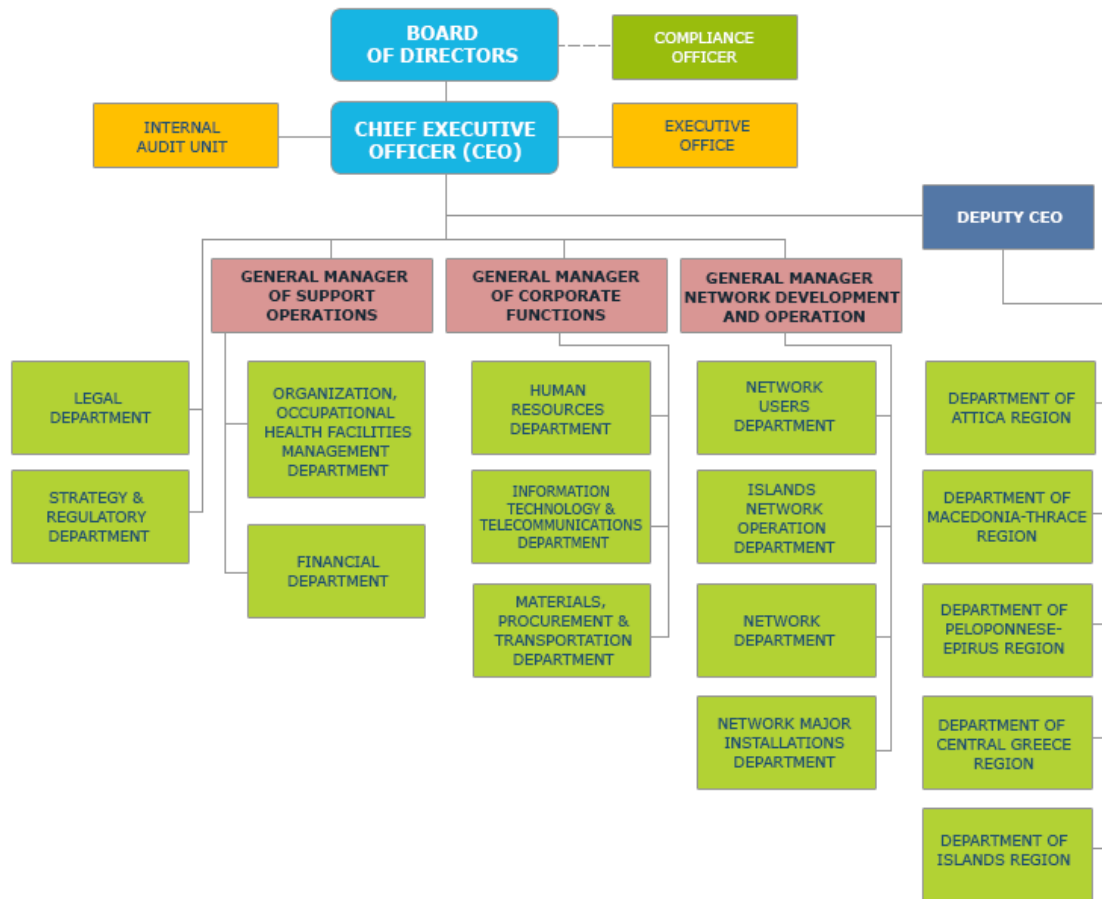 BOARD
OF DIRECTORS
COMPLIANCE
OFFICER
INTERNAL
AUDIT UNIT
CHIEF EXECUTIVE
OFFICER (CEO)
EXECUTIVE
OFFICE
DEPUTY CEO
GENERAL MANAGER
OF SUPPORT
OPERATIONS
GENERAL MANAGER
OF CORPORATE
FUNCTIONS
GENERAL MANAGER
NETWORK DEVELOPMENT
AND OPERATION
LEGAL
DEPARTMENT
STRATEGY &
REGULATORY
DEPARTMENT
ORGANIZATION,
OCCUPATIONAL
HEALTH FACILITIES
MANAGEMENT
DEPARTMENT
FINANCIAL
DEPARTMENT
HUMAN
RESOURCES
DEPARTMENT
INFORMATION
TECHNOLOGY &
TELECOMMUNICATIONS
DEPARTMENT
MATERIALS,
PROCUREMENT &
TRANSPORTATION
DEPARTMENT
NETWORK
USERS
DEPARTMENT
ISLANDS
NETWORK
OPERATION
DEPARTMENT
NETWORK
DEPARTMENT
NETWORK MAJOR
INSTALLATIONS
DEPARTMENT
DEPARTMENT OF
ATTICA REGION
DEPARTMENT OF
MACEDONIA-THRACE
REGION
DEPARTMENT OF
PELOPONNESE-
EPIRUS REGION
DEPARTMENT OF
CENTRAL GREECE
REGION
DEPARTMENT OF
ISLANDS REGION